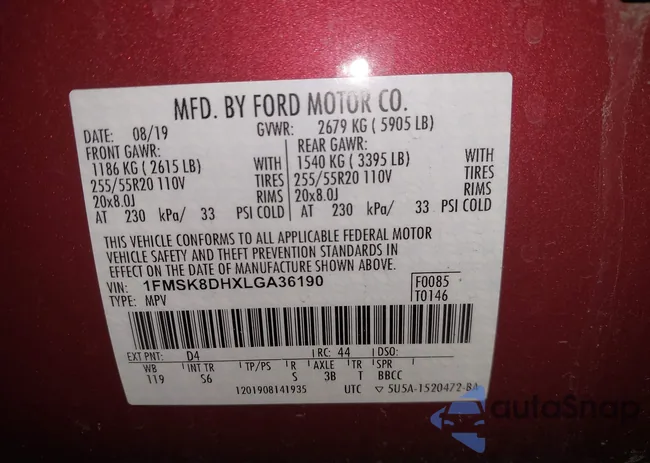 MFD. BY FORD MOTOR CO.
DATE: 08/19 GVWR: 2679 KG ( 5905 LB)
FRONT GAWR: REAR GAWR:
1186 KG ( 2615 LB) WITH 1540 KG ( 3395 LB) WITH
255/55R20 110V TIRES 255/55R20 110V TIRES
20x8.0J RIMS 20x8.0J RIMS
AT 230 kPa/ 33 PSI COLD AT 230 kPa/ 33 PSI COLD
THIS VEHICLE CONFORMS TO ALL APPLICABLE FEDERAL MOTOR
VEHICLE SAFETY AND THEFT PREVENTION STANDARDS IN
EFFECT ON THE DATE OF MANUFACTURE SHOWN ABOVE.
VIN: 1FMSK8DHXLGA36190 F0085
TYPE: MPV T0146
EXT PNT: D4 RC: 44 DSO:
WB INT TR TP/PS R AXLE TR SPR
119 S6 S 3B T BBCC
1201908141935 UTC ▽ 5U5A-1520472-BA
autoSnap